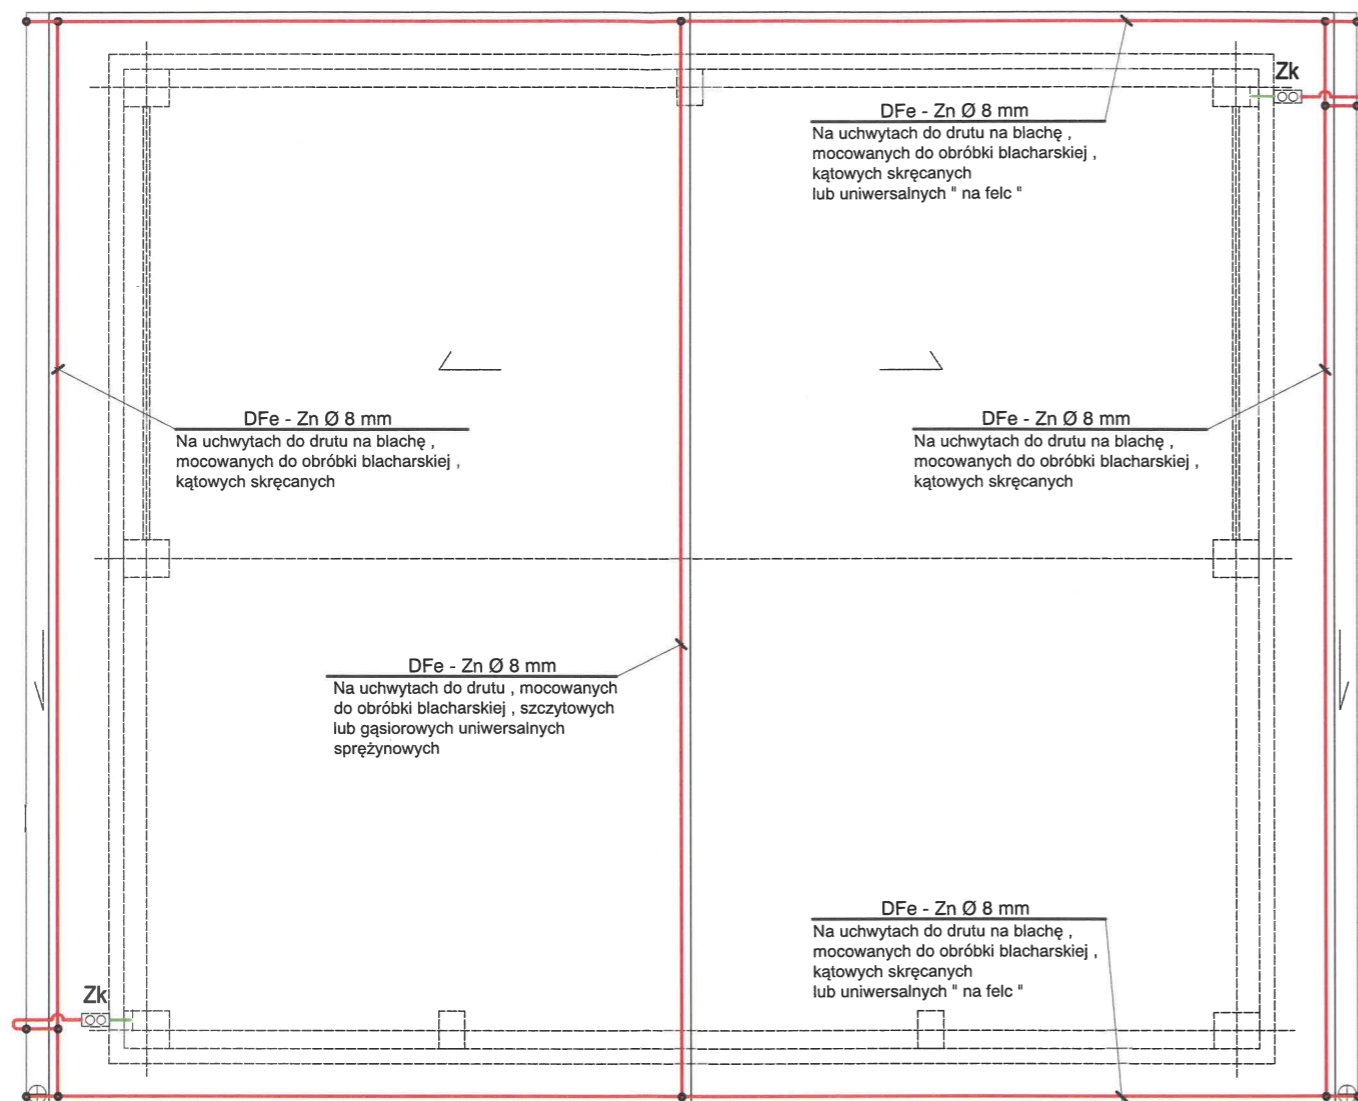 Zk
DFe - Zn Ø 8 mm
Na uchwytach do drutu na blachę ,
mocowanych do obróbki blacharskiej ,
kątowych skręcanych
lub uniwersalnych " na felc "
DFe - Zn Ø 8 mm
Na uchwytach do drutu na blachę ,
mocowanych do obróbki blacharskiej ,
kątowych skręcanych
DFe - Zn Ø 8 mm
Na uchwytach do drutu na blachę ,
mocowanych do obróbki blacharskiej ,
kątowych skręcanych
DFe - Zn Ø 8 mm
Na uchwytach do drutu , mocowanych
do obróbki blacharskiej , szczytowych
lub gąsiorowych uniwersalnych
sprężynowych
DFe - Zn Ø 8 mm
Na uchwytach do drutu na blachę ,
mocowanych do obróbki blacharskiej ,
kątowych skręcanych
lub uniwersalnych " na felc "
Zk